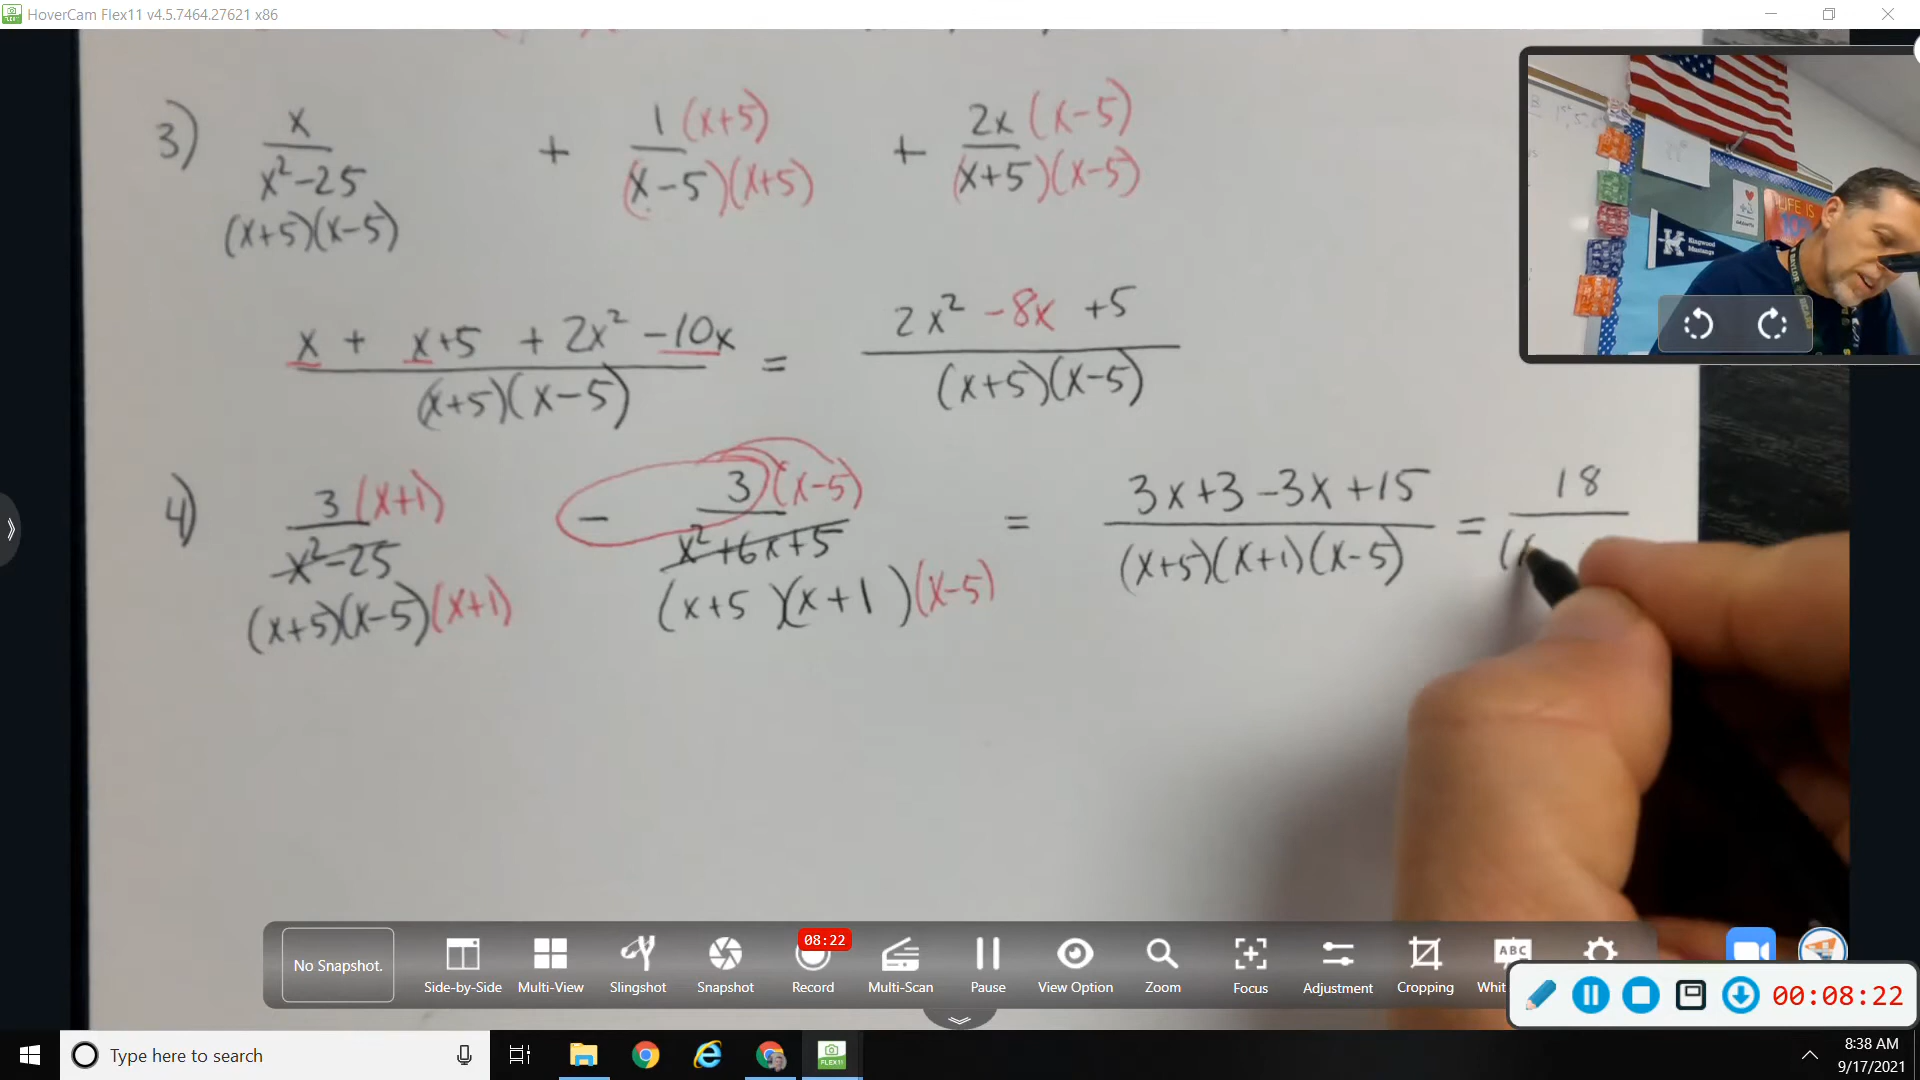 HoverCam Flex11 v4.5.7464.27621 x86
3) x / x²-25 + 1(x+5) / (x-5)(x+5) + 2x(x-5) / (x+5)(x-5)
(x+5)(x-5)
x + x+5 + 2x² -10x / (x+5)(x-5) = 2x² -8x +5 / (x+5)(x-5)
4) 3(x+1) / x²-25 - 3(x-5) / x²+6x+5 = 3x+3-3x+15 / (x+5)(x+1)(x-5) = 18 / (x
(x+5)(x-5)(x+1) (x+5)(x+1)(x-5)
LIFE IS
Kingwood
Mustangs
No Snapshot.
Side-by-Side
Multi-View
Slingshot
Snapshot
08:22
Record
Multi-Scan
Pause
View Option
Zoom
Focus
Adjustment
Cropping
ABC
Whit
00:08:22
Type here to search
FLEX11
8:38 AM
9/17/2021